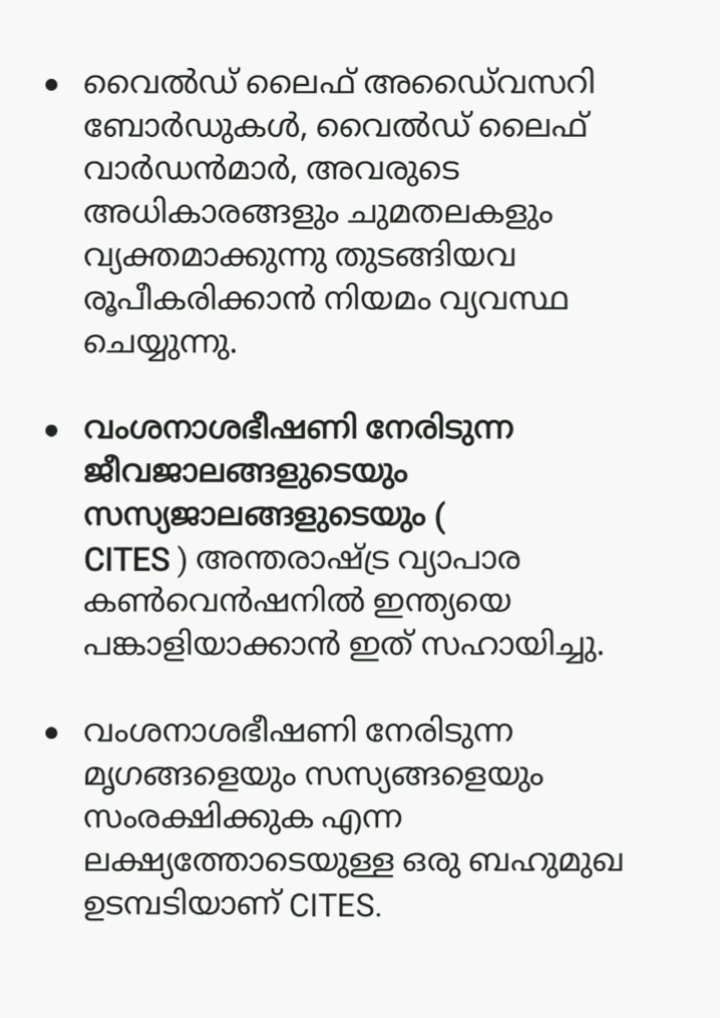 • വൈൽഡ് ലൈഫ് അഡ്വൈസറി
ബോർഡുകൾ, വൈൽഡ് ലൈഫ്
വാർഡൻമാർ, അവരുടെ
അധികാരങ്ങളും ചുമതലകളും
വ്യക്തമാക്കുന്നു തുടങ്ങിയവ
രൂപീകരിക്കാൻ നിയമം വ്യവസ്ഥ
ചെയ്യുന്നു.
• വംശനാശഭീഷണി നേരിടുന്ന
ജീവജാലങ്ങളുടെയും
സസ്യജാലങ്ങളുടെയും (
CITES ) അന്തരാഷ്ട്ര വ്യാപാര
കൺവെൻഷനിൽ ഇന്ത്യയെ
പങ്കാളിയാക്കാൻ ഇത് സഹായിച്ചു.
• വംശനാശഭീഷണി നേരിടുന്ന
മൃഗങ്ങളെയും സസ്യങ്ങളെയും
സംരക്ഷിക്കുക എന്ന
ലക്ഷ്യത്തോടെയുള്ള ഒരു ബഹുമുഖ
ഉടമ്പടിയാണ് CITES.